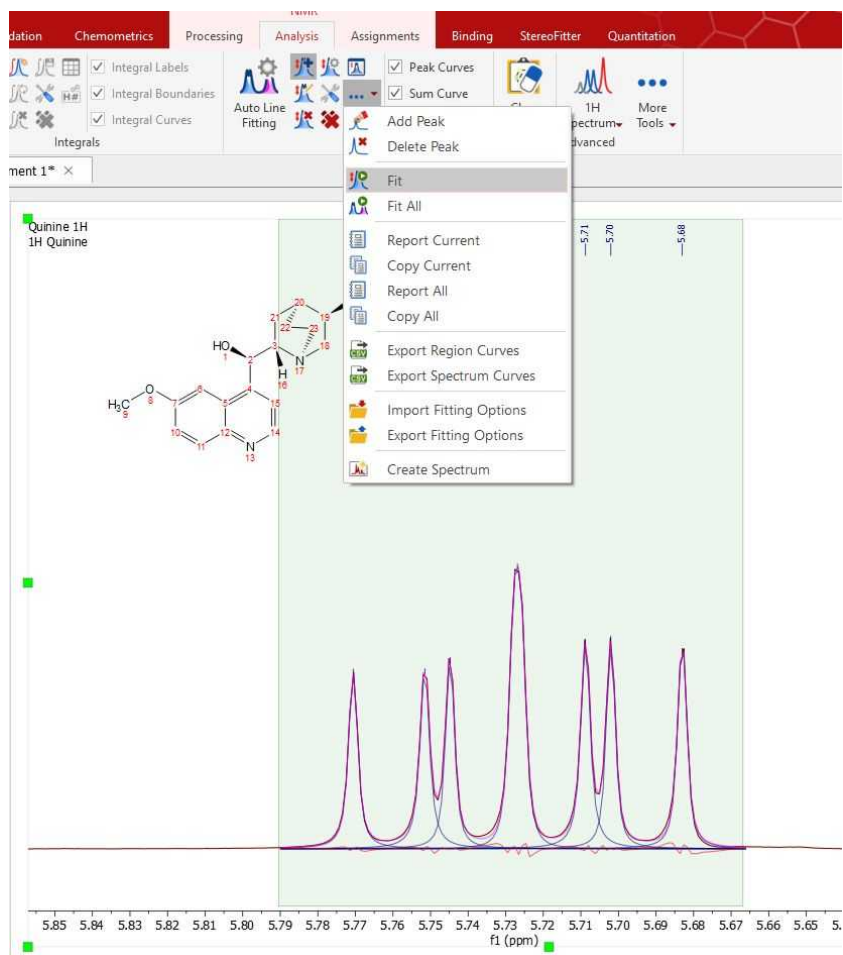 NMR
dation Chemometrics Processing Analysis Assignments Binding StereoFitter Quantitation
Integral Labels
Integral Boundaries
Integral Curves
Integrals
H#
Auto Line
Fitting
Peak Curves
Sum Curve
1H
Spectrum
More
Tools
dvanced
ment 1*
Add Peak
Delete Peak
Fit
Fit All
Report Current
Copy Current
Report All
Copy All
CSV Export Region Curves
CSV Export Spectrum Curves
Import Fitting Options
Export Fitting Options
Create Spectrum
Quinine 1H
1H Quinine
5.71
5.70
5.68
20
21 19
22 23
HO 18
1 3
2 N
H 17
16
4
O 6 15
8 5
H3C 7
9
10 12 14
11 N
13
5.85 5.84 5.83 5.82 5.81 5.80 5.79 5.78 5.77 5.76 5.75 5.74 5.73 5.72 5.71 5.70 5.69 5.68 5.67 5.66 5.65 5.
f1 (ppm)